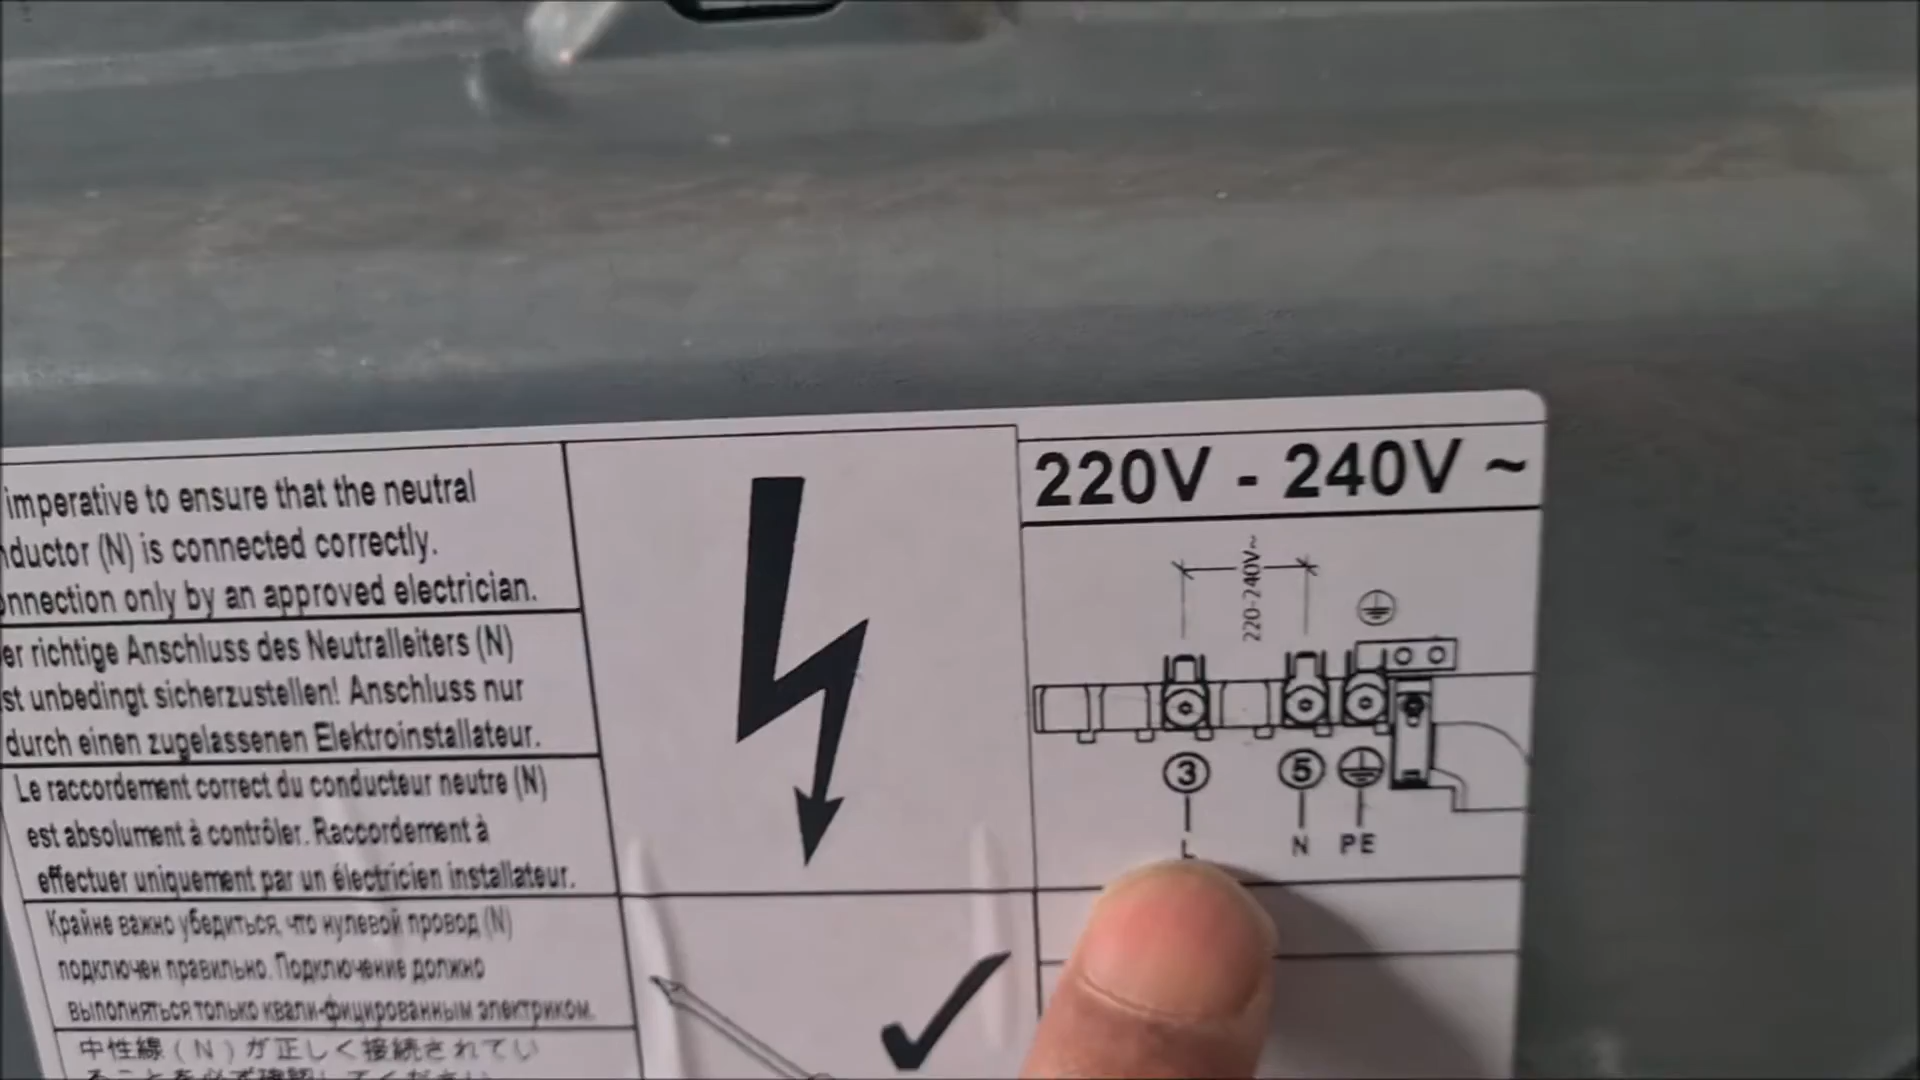 imperative to ensure that the neutral
(N) is connected correctly.
only by an approved electrician.
richtige Anschluss des Neutralleiters (N)
unbedingt sicherzustellen! Anschluss nur
durch einen zugelassenen Elektroinstallateur.
Le raccordement correct du conducteur neutre (N)
est absolument à contrôler. Raccordement à
effectuer uniquement par un électricien installateur.
Крайне важно убедиться, что нулевой провод (N)
подключен правильно. Подключение должно
выполняться только квали-фицированным электриком.
中性線(N)が正しく接続されてい
220V - 240V ~
220-240V~
3 5
L N PE